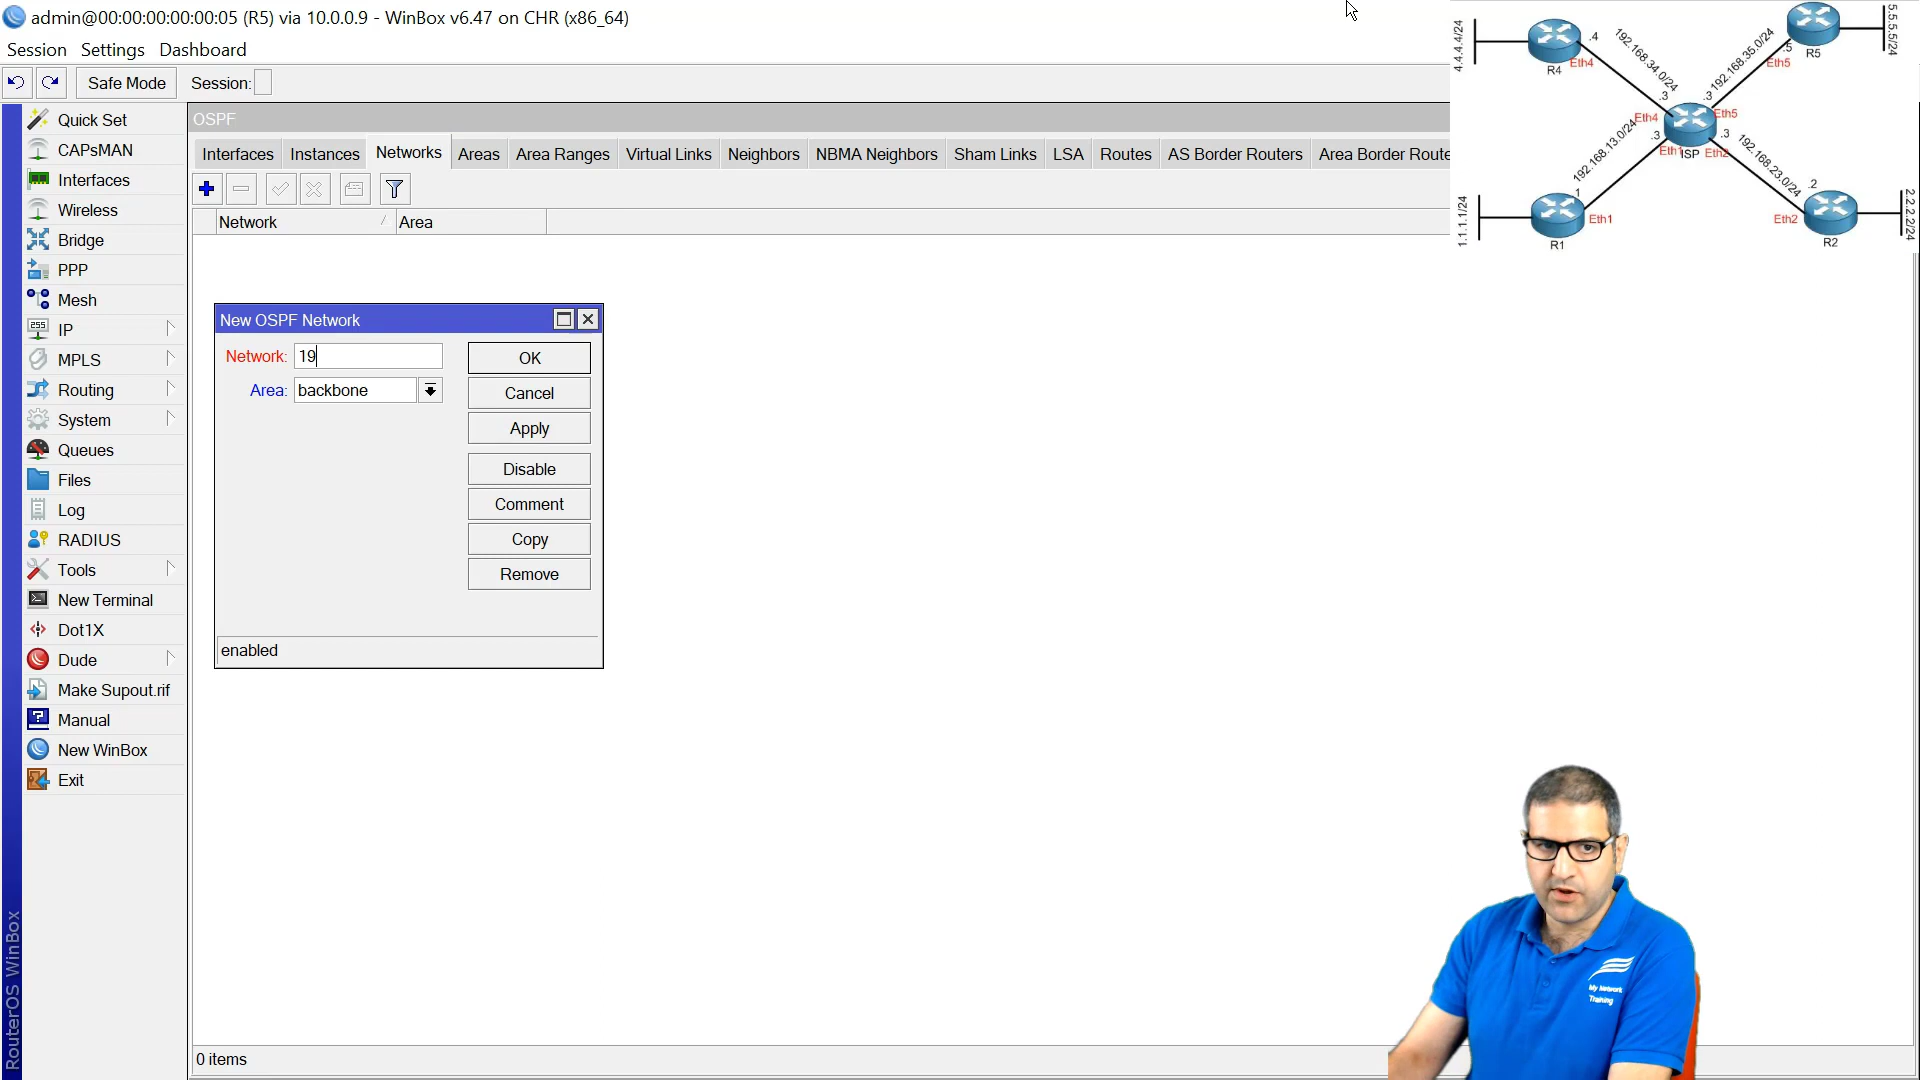 admin@00:00:00:00:00:05 (R5) via 10.0.0.9 - WinBox v6.47 on CHR (x86_64)
Session Settings Dashboard
Safe Mode Session:
Quick Set
CAPsMAN
Interfaces
Wireless
Bridge
PPP
Mesh
IP
MPLS
Routing
System
Queues
Files
Log
RADIUS
Tools
New Terminal
Dot1X
Dude
Make Supout.rif
Manual
New WinBox
Exit
RouterOS WinBox
OSPF
Interfaces Instances Networks Areas Area Ranges Virtual Links Neighbors NBMA Neighbors Sham Links LSA Routes AS Border Routers Area Border Route
Network Area
New OSPF Network
Network: 19
Area: backbone
OK
Cancel
Apply
Disable
Comment
Copy
Remove
enabled
0 items
4.4.4.4/24
R4
Eth4
.4
192.168.34.0/24
.3
Eth4
5.5.5.5/24
R5
Eth5
.5
192.168.35.0/24
.3
Eth5
ISP
1.1.1.1/24
R1
Eth1
.1
192.168.13.0/24
.3
Eth1
2.2.2.2/24
R2
Eth2
.2
192.168.23.0/24
.3
Eth2
My Network
Training